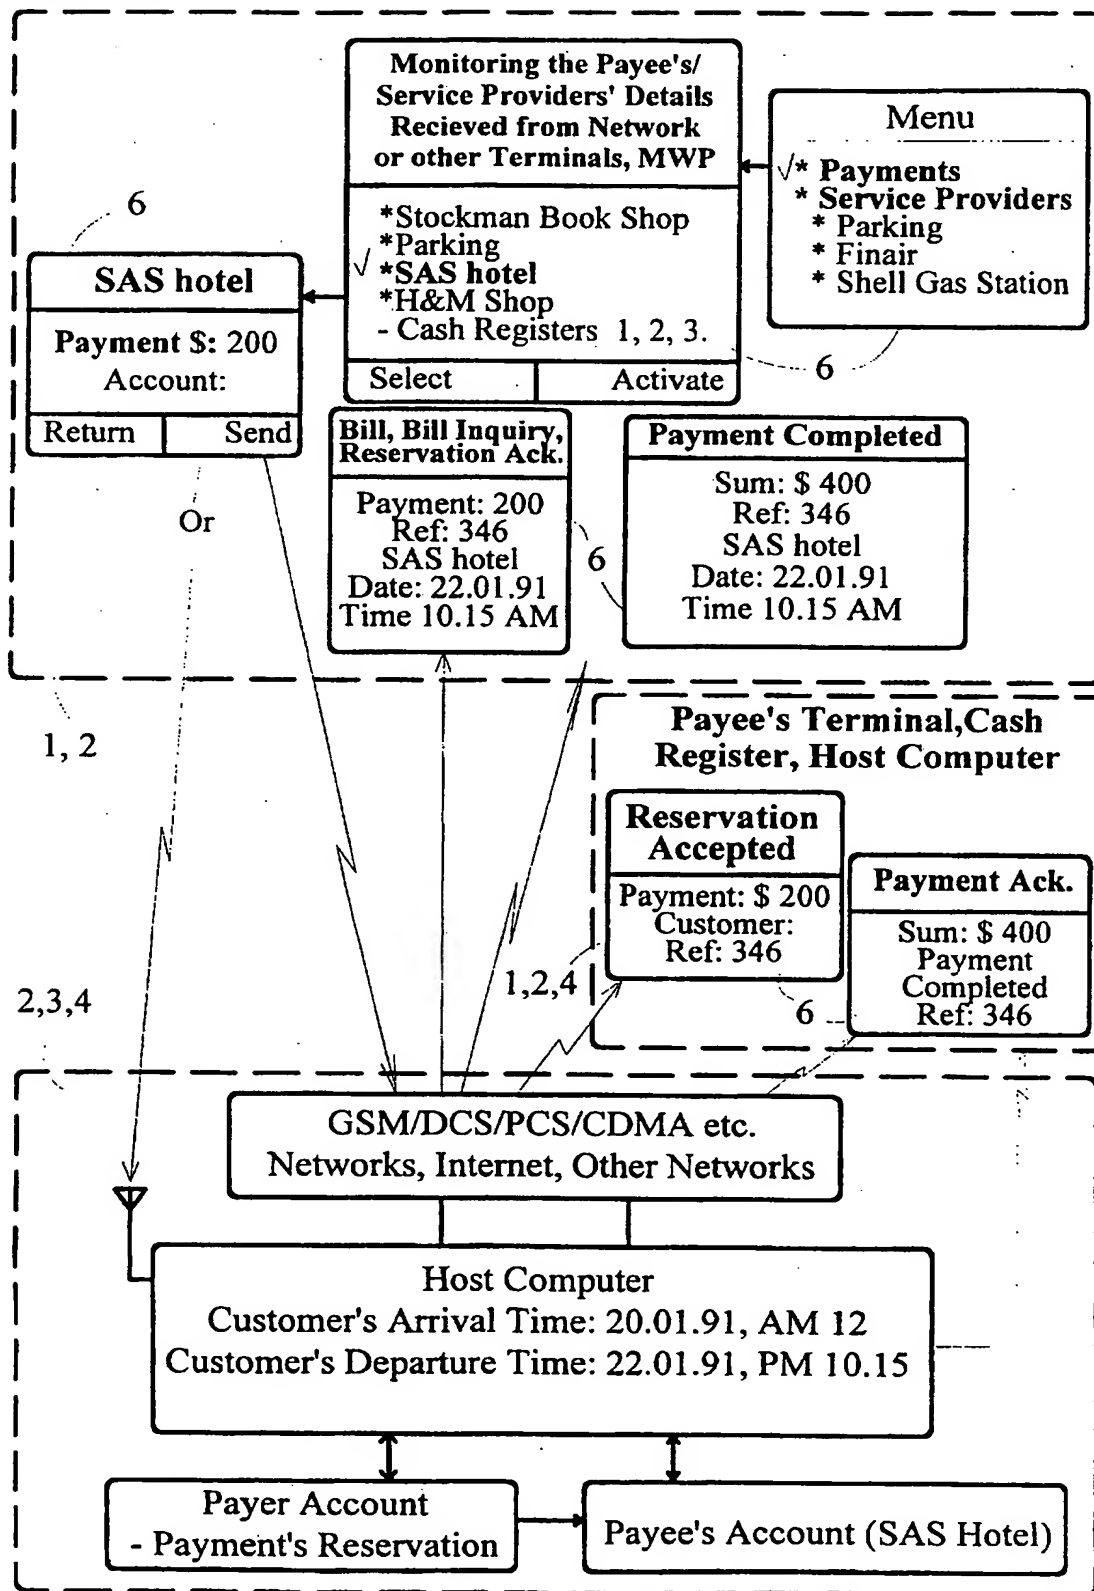 Monitoring the Payee's/
Service Providers' Details
Recieved from Network
or other Terminals, MWP
*Stockman Book Shop
*Parking
√ *SAS hotel
*H&M Shop
- Cash Registers 1, 2, 3.
Select Activate
Menu
√* Payments
* Service Providers
* Parking
* Finair
* Shell Gas Station
6
6
SAS hotel
Payment $: 200
Account:
Return Send
Or
Bill, Bill Inquiry,
Reservation Ack.
Payment: 200
Ref: 346
SAS hotel
Date: 22.01.91
Time 10.15 AM
6
Payment Completed
Sum: $ 400
Ref: 346
SAS hotel
Date: 22.01.91
Time 10.15 AM
1, 2
Payee's Terminal,Cash
Register, Host Computer
Reservation
Accepted
Payment: $ 200
Customer:
Ref: 346
Payment Ack.
Sum: $ 400
Payment
Completed
Ref: 346
1,2,4
6
2,3,4
GSM/DCS/PCS/CDMA etc.
Networks, Internet, Other Networks
Host Computer
Customer's Arrival Time: 20.01.91, AM 12
Customer's Departure Time: 22.01.91, PM 10.15
Payer Account
- Payment's Reservation
Payee's Account (SAS Hotel)